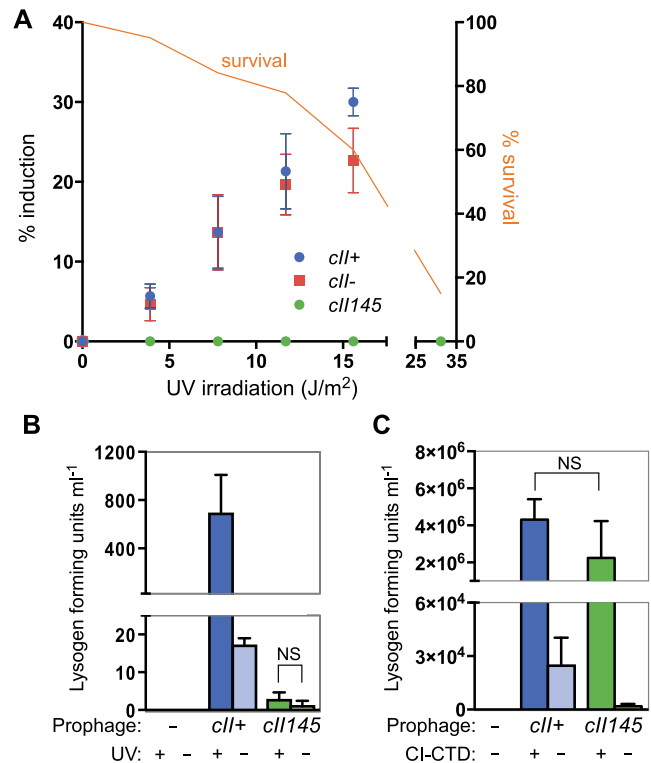 A
40
30
20
10
0
% induction
survival
100
80
60
40
20
0
% survival
cII+
cII-
cII145
0 5 10 15 25 35
UV irradiation (J/m²)
B
Lysogen forming units ml⁻¹
1200
800
400
20
10
0
NS
Prophage: – cII+ cII145
UV: + – + – + –
C
Lysogen forming units ml⁻¹
8×10⁶
6×10⁶
4×10⁶
2×10⁶
6×10⁴
3×10⁴
0
NS
Prophage: – cII+ cII145
CI-CTD: – + – + –